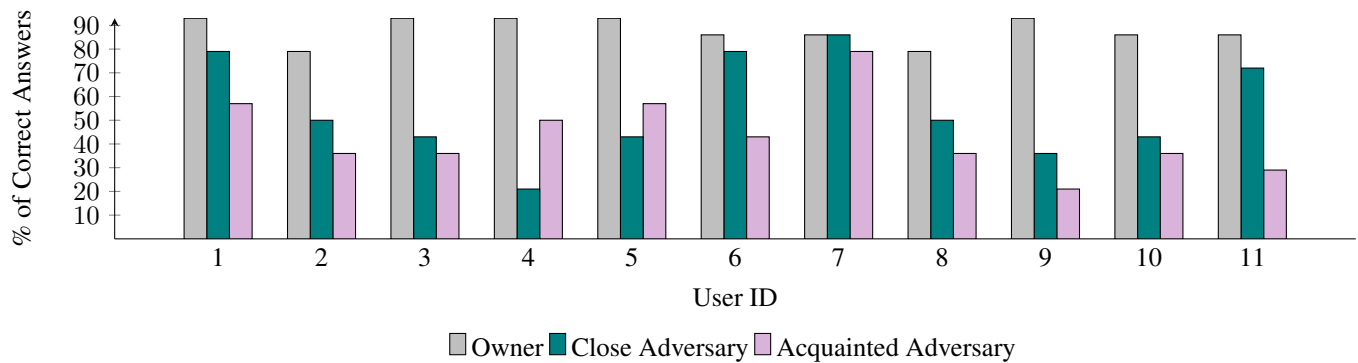 % of Correct Answers
90
80
70
60
50
40
30
20
10
1 2 3 4 5 6 7 8 9 10 11
User ID
Owner Close Adversary Acquainted Adversary